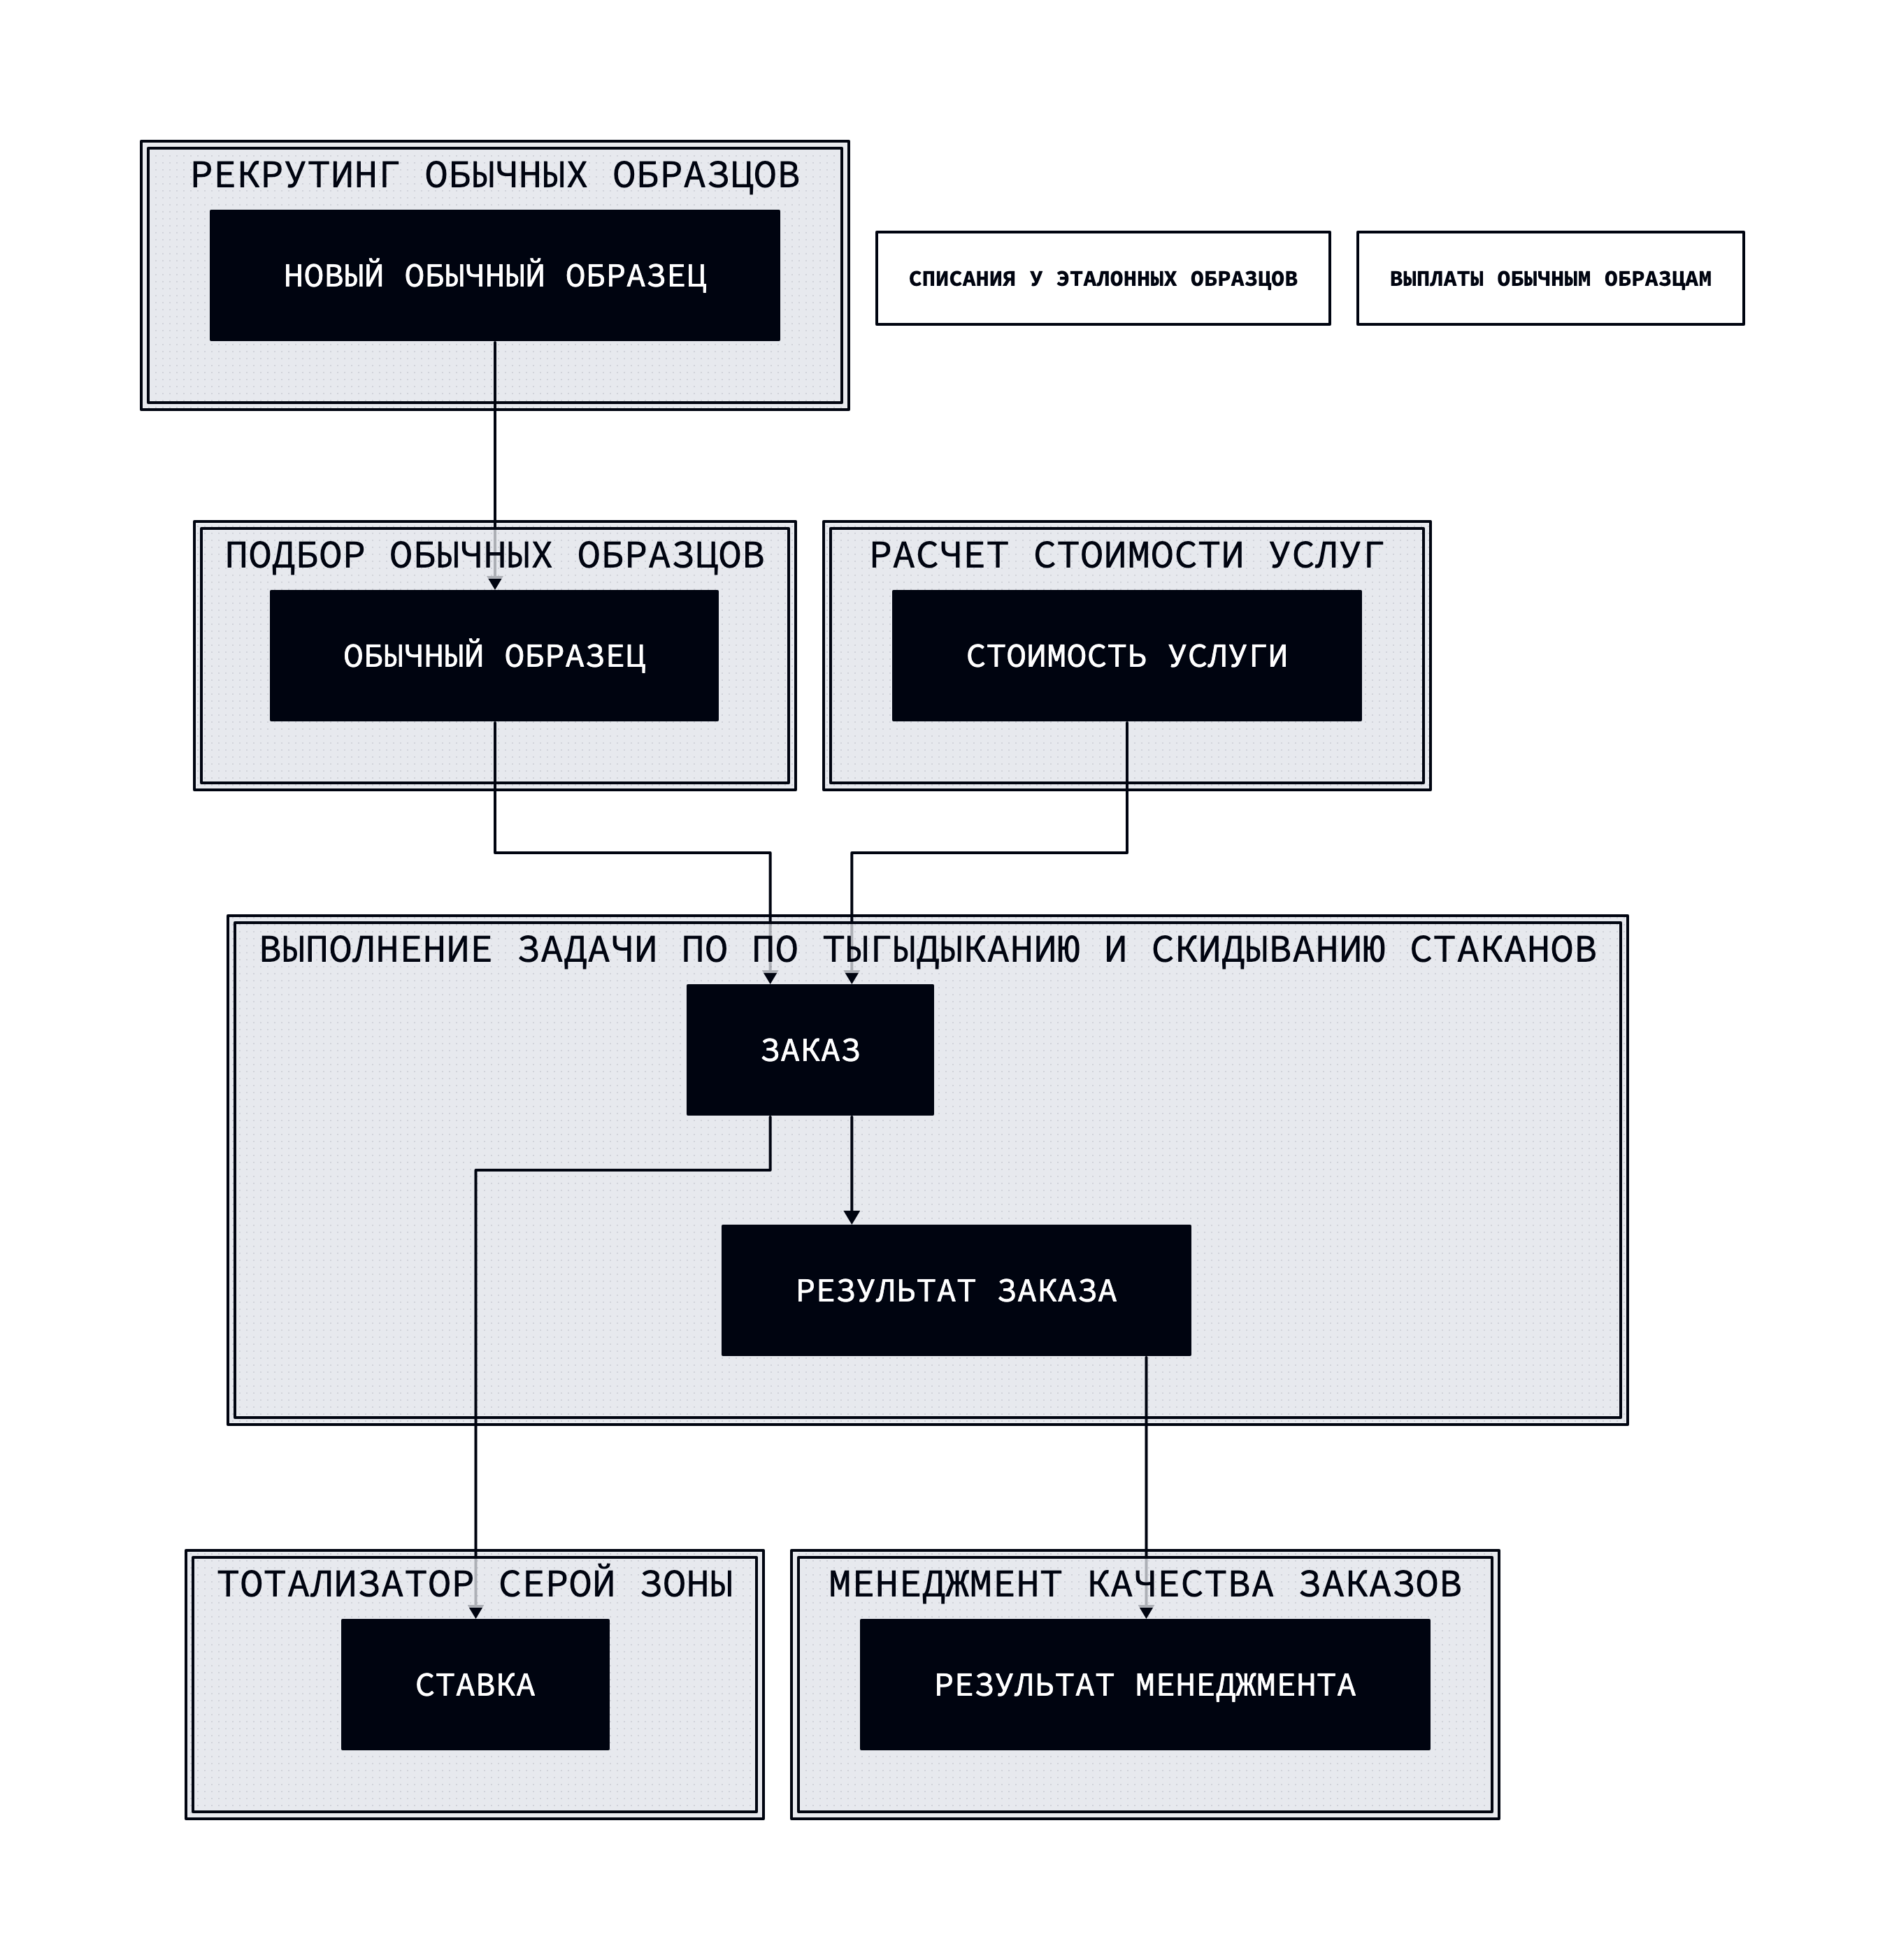 РЕКРУТИНГ ОБЫЧНЫХ ОБРАЗЦОВ
НОВЫЙ ОБЫЧНЫЙ ОБРАЗЕЦ
СПИСАНИЯ У ЭТАЛОННЫХ ОБРАЗЦОВ
ВЫПЛАТЫ ОБЫЧНЫМ ОБРАЗЦАМ
ПОДБОР ОБЫЧНЫХ ОБРАЗЦОВ
ОБЫЧНЫЙ ОБРАЗЕЦ
РАСЧЕТ СТОИМОСТИ УСЛУГ
СТОИМОСТЬ УСЛУГИ
ВЫПОЛНЕНИЕ ЗАДАЧИ ПО ПО ТЫГЫДЫКАНИЮ И СКИДЫВАНИЮ СТАКАНОВ
ЗАКАЗ
РЕЗУЛЬТАТ ЗАКАЗА
ТОТАЛИЗАТОР СЕРОЙ ЗОНЫ
СТАВКА
МЕНЕДЖМЕНТ КАЧЕСТВА ЗАКАЗОВ
РЕЗУЛЬТАТ МЕНЕДЖМЕНТА